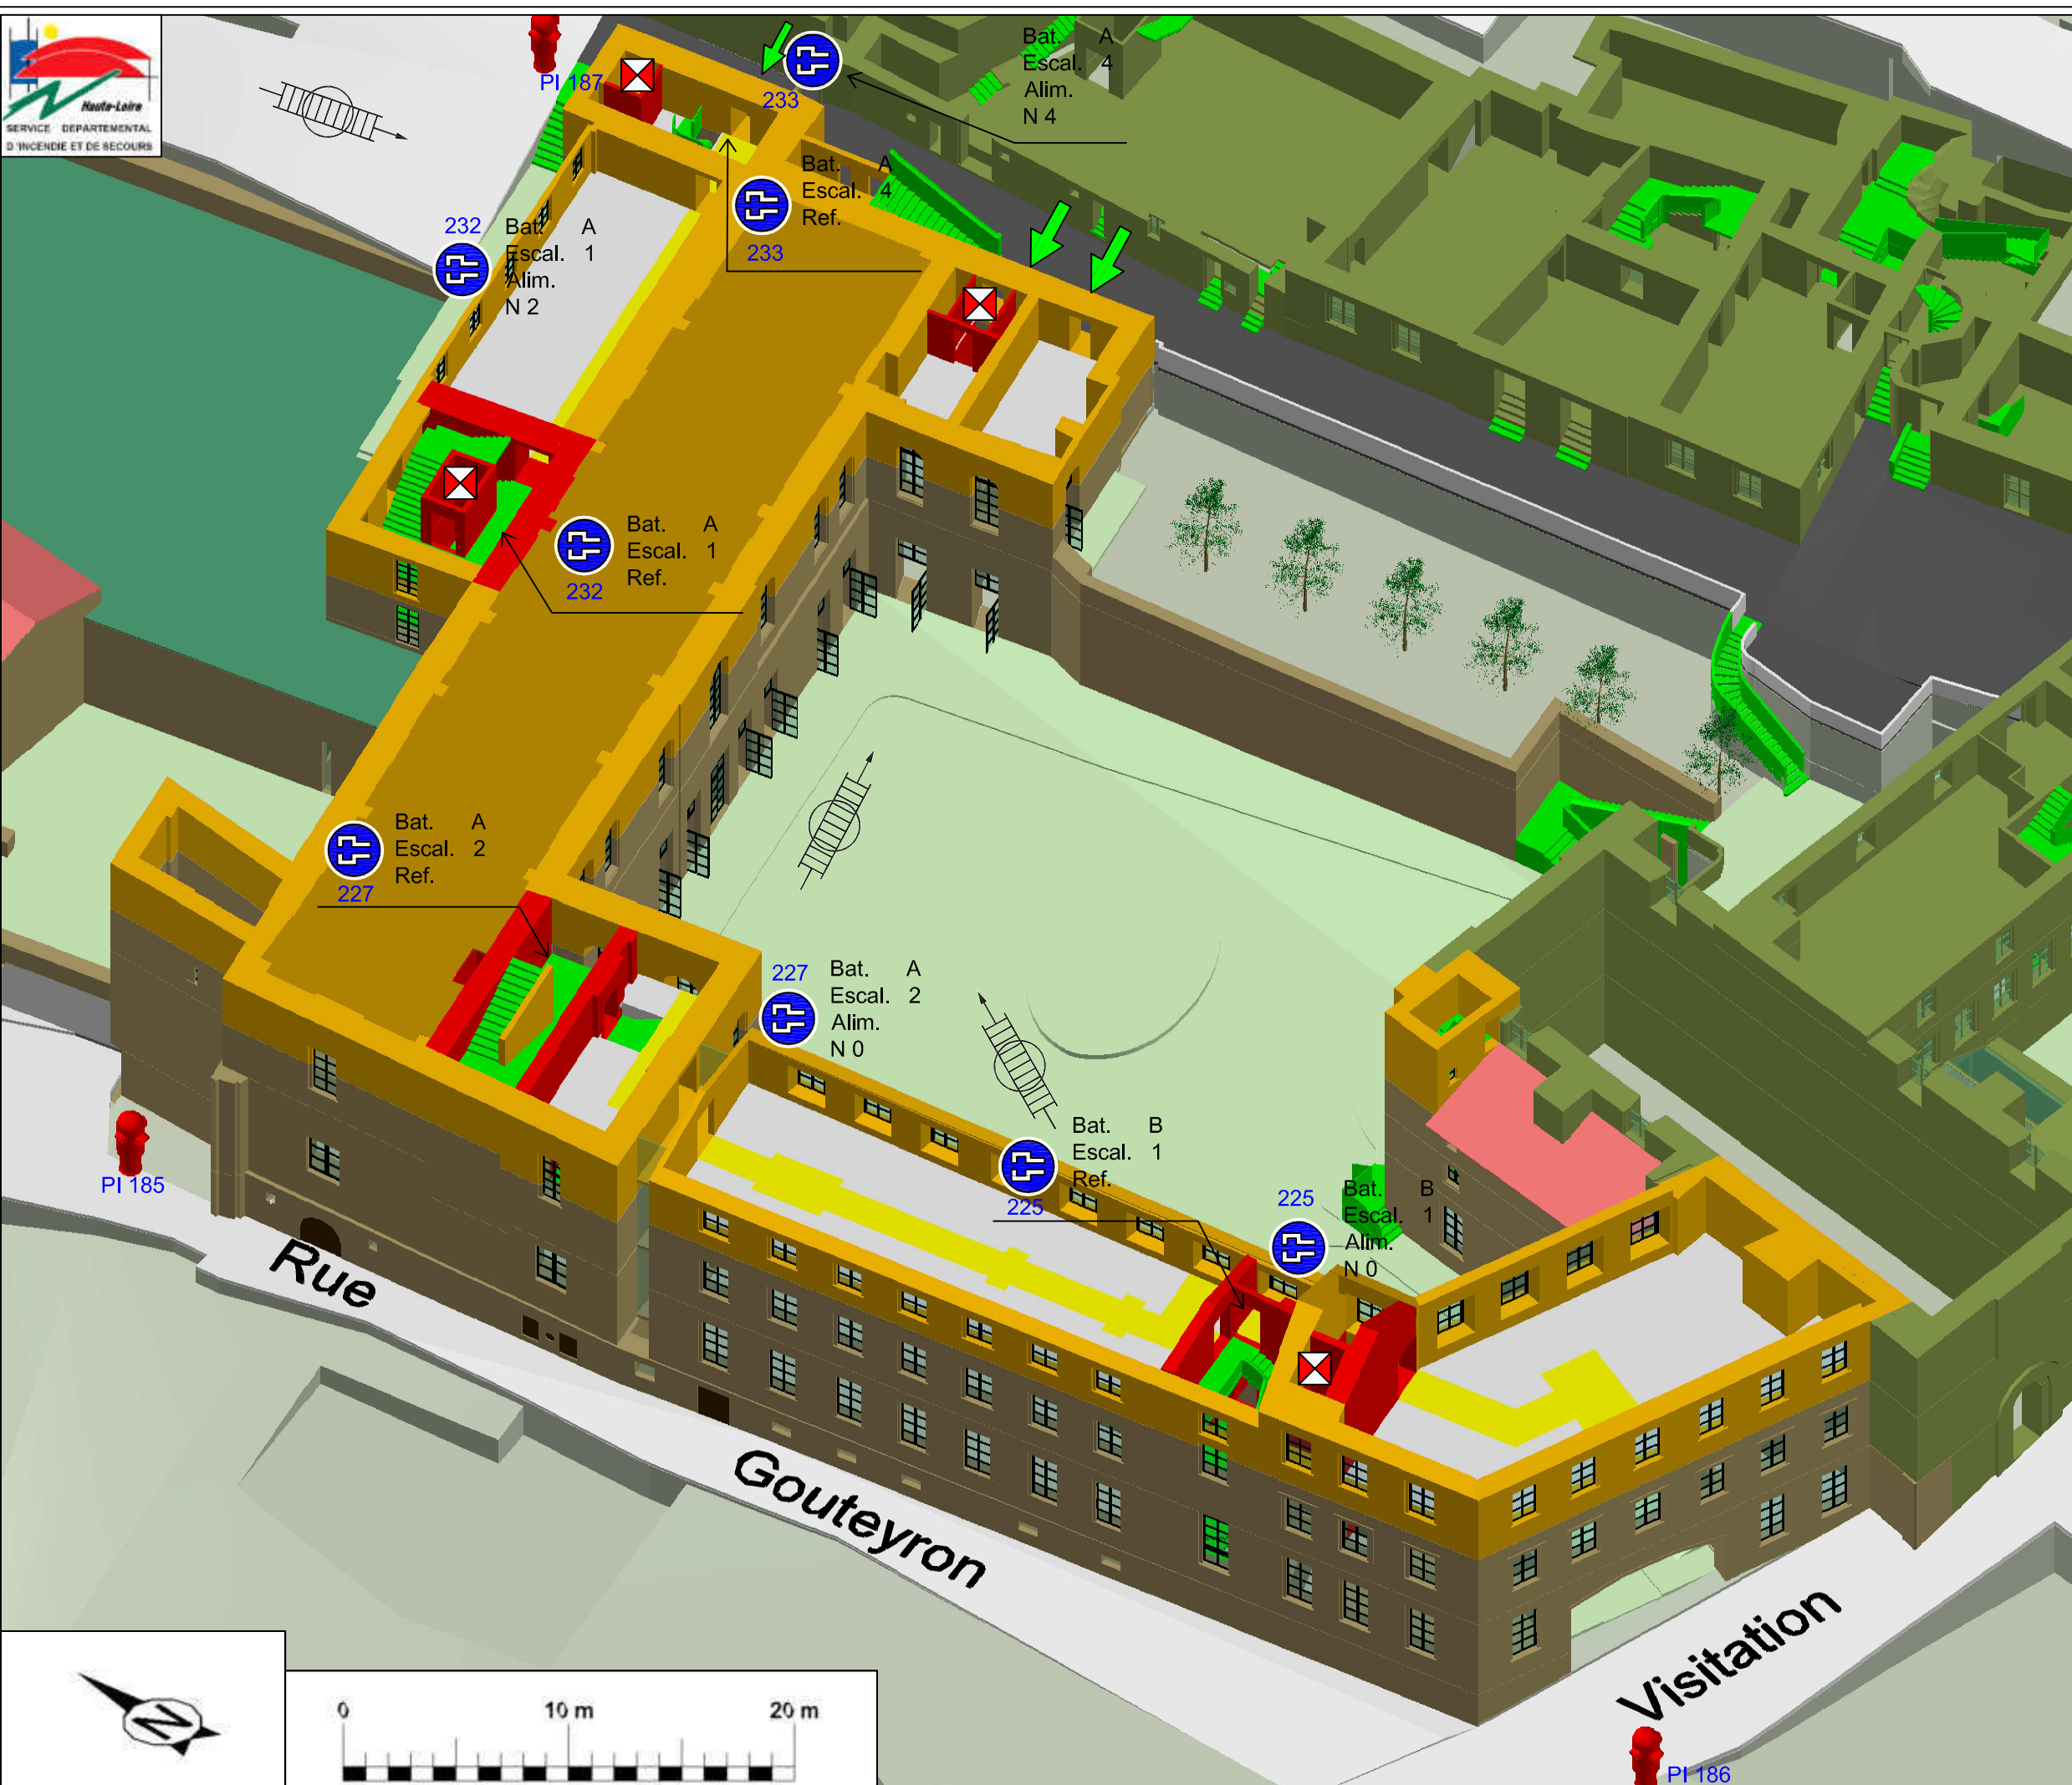 Haute-Loire
SERVICE DEPARTEMENTAL
D'INCENDIE ET DE SECOURS
PI 187
233
Bat. A
Escal. 4
Alim.
N 4
Bat. A
Escal. 4
Ref.
233
232
Bat. A
Escal. 1
Alim.
N 2
Bat. A
Escal. 1
Ref.
232
Bat. A
Escal. 2
Ref.
227
227
Bat. A
Escal. 2
Alim.
N 0
Bat. B
Escal. 1
Ref.
225
225
Bat. B
Escal. 1
Alim.
N 0
PI 185
Rue
Gouteyron
Visitation
PI 186
N
0 10 m 20 m